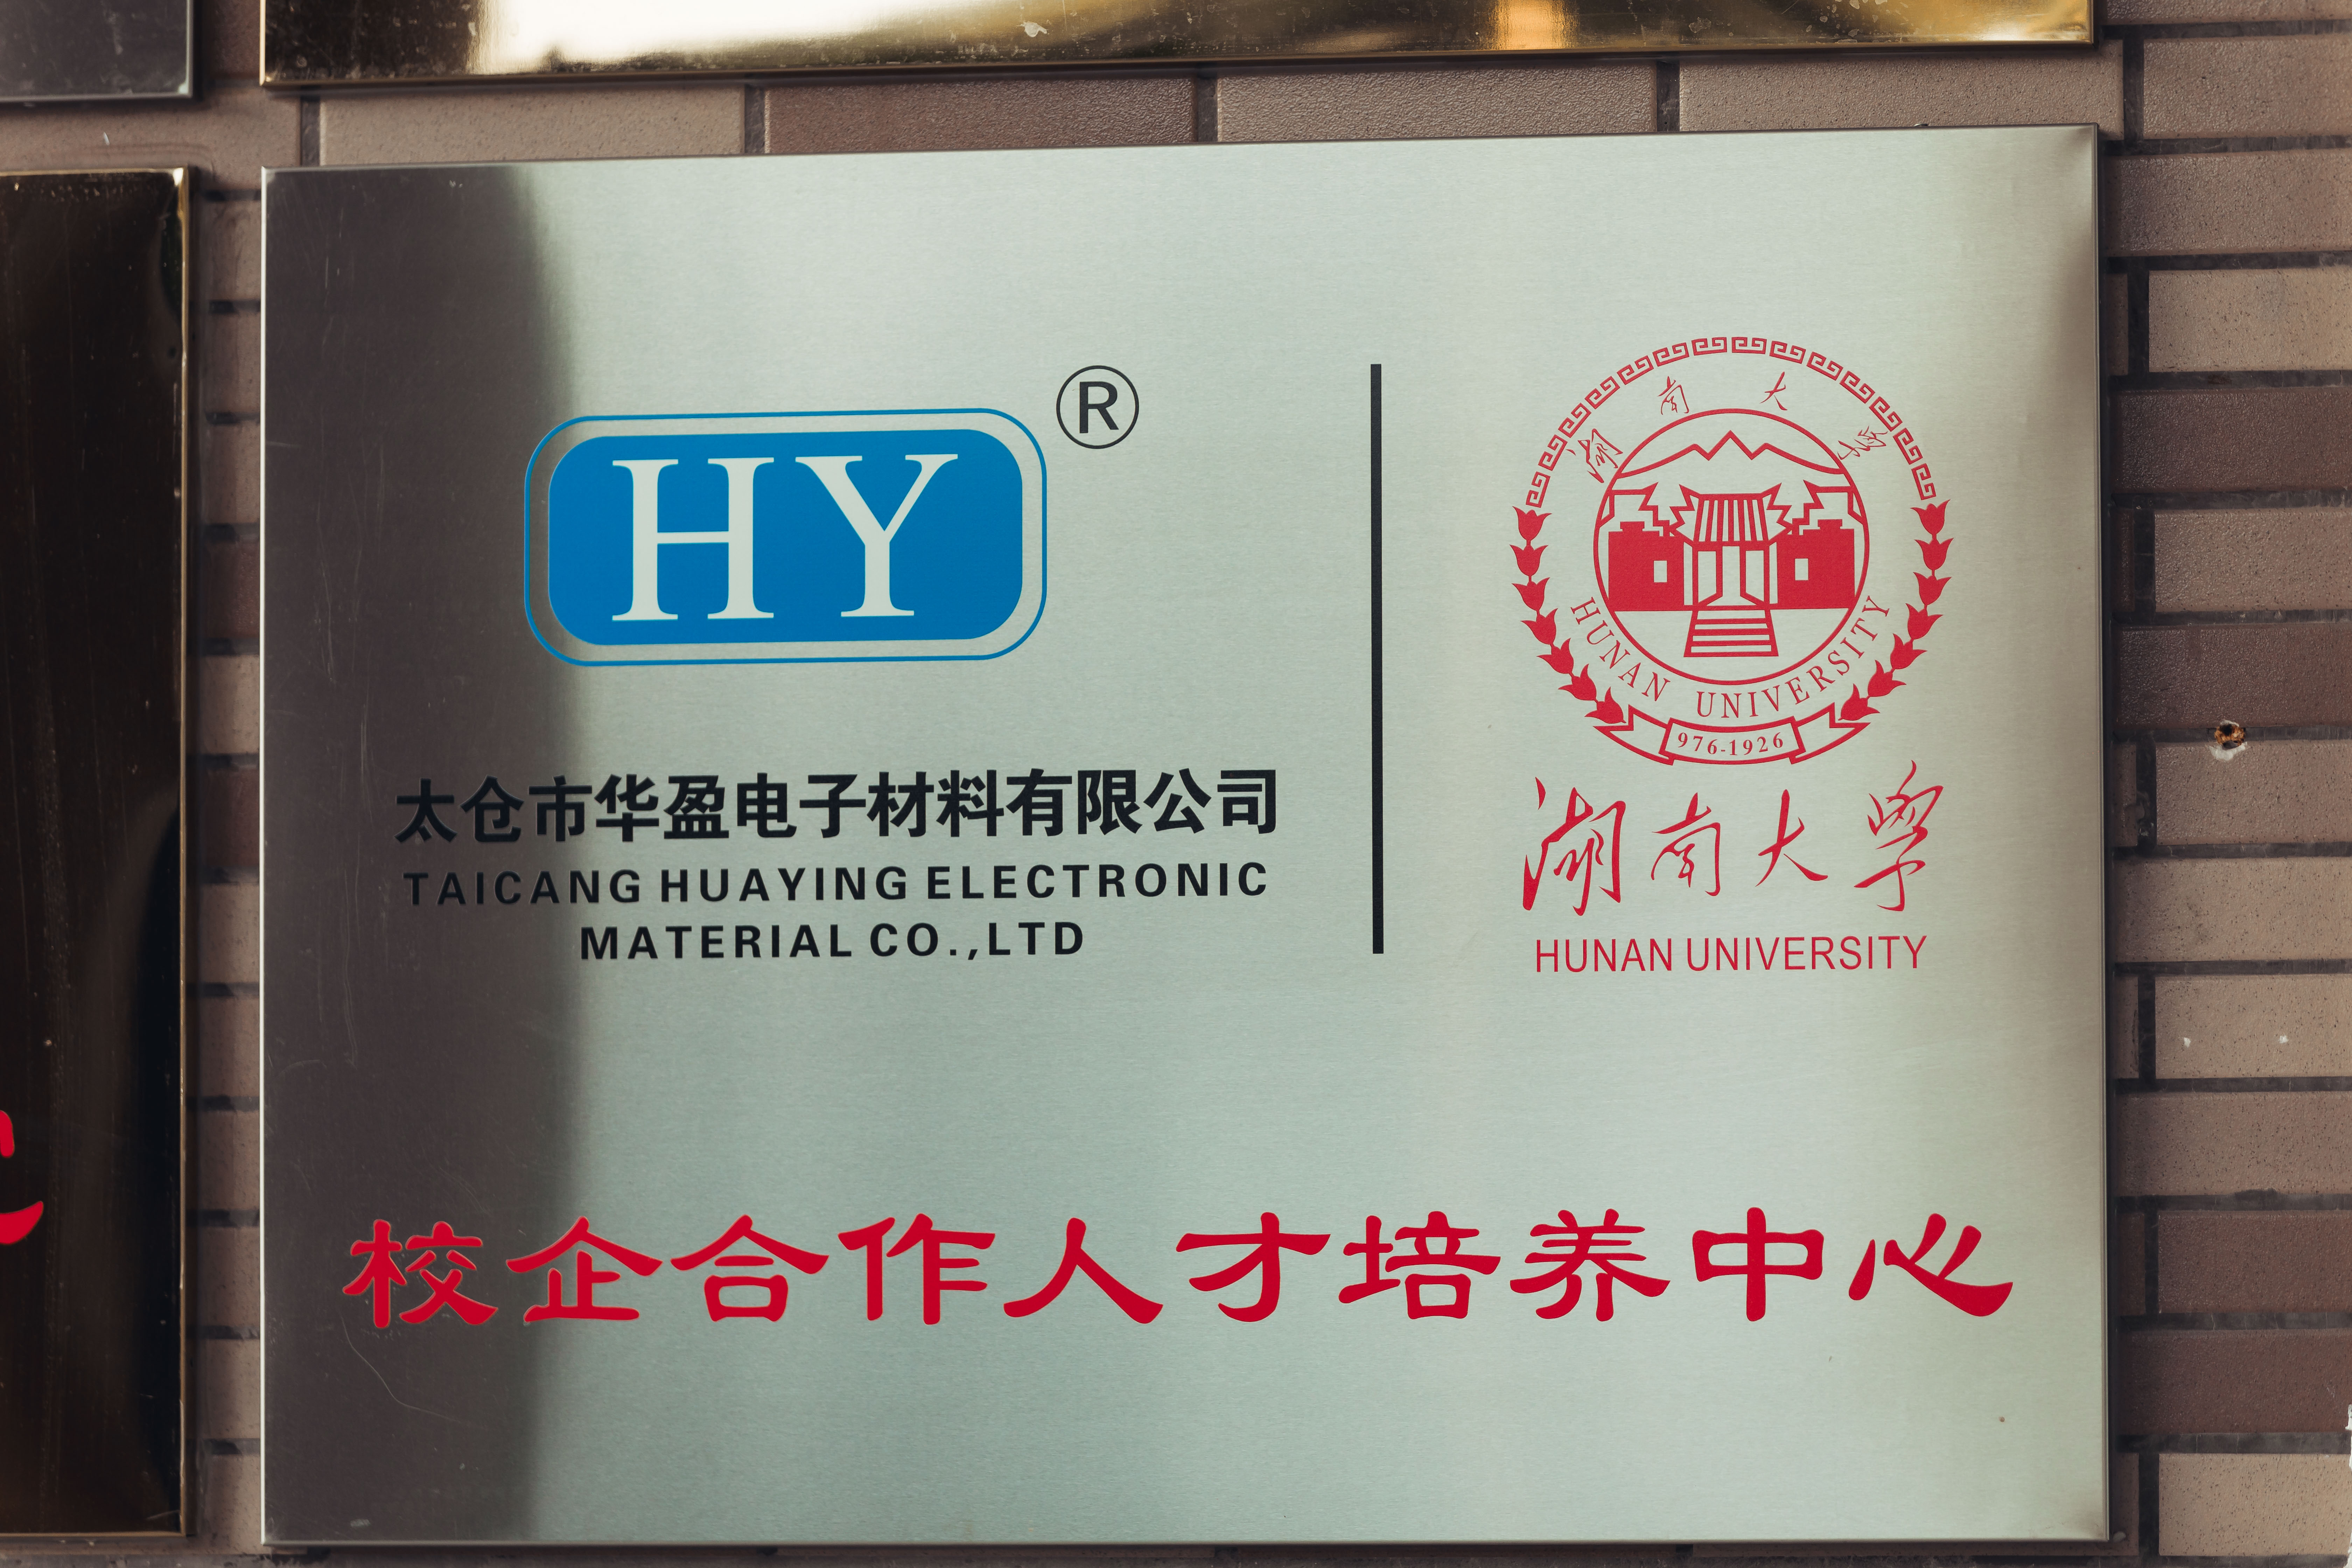 HY
®
太仓市华盈电子材料有限公司
TAICANG HUAYING ELECTRONIC
MATERIAL CO.,LTD
湖南大学
HUNAN UNIVERSITY
976-1926
湖南大学
HUNAN UNIVERSITY
校企合作人才培养中心